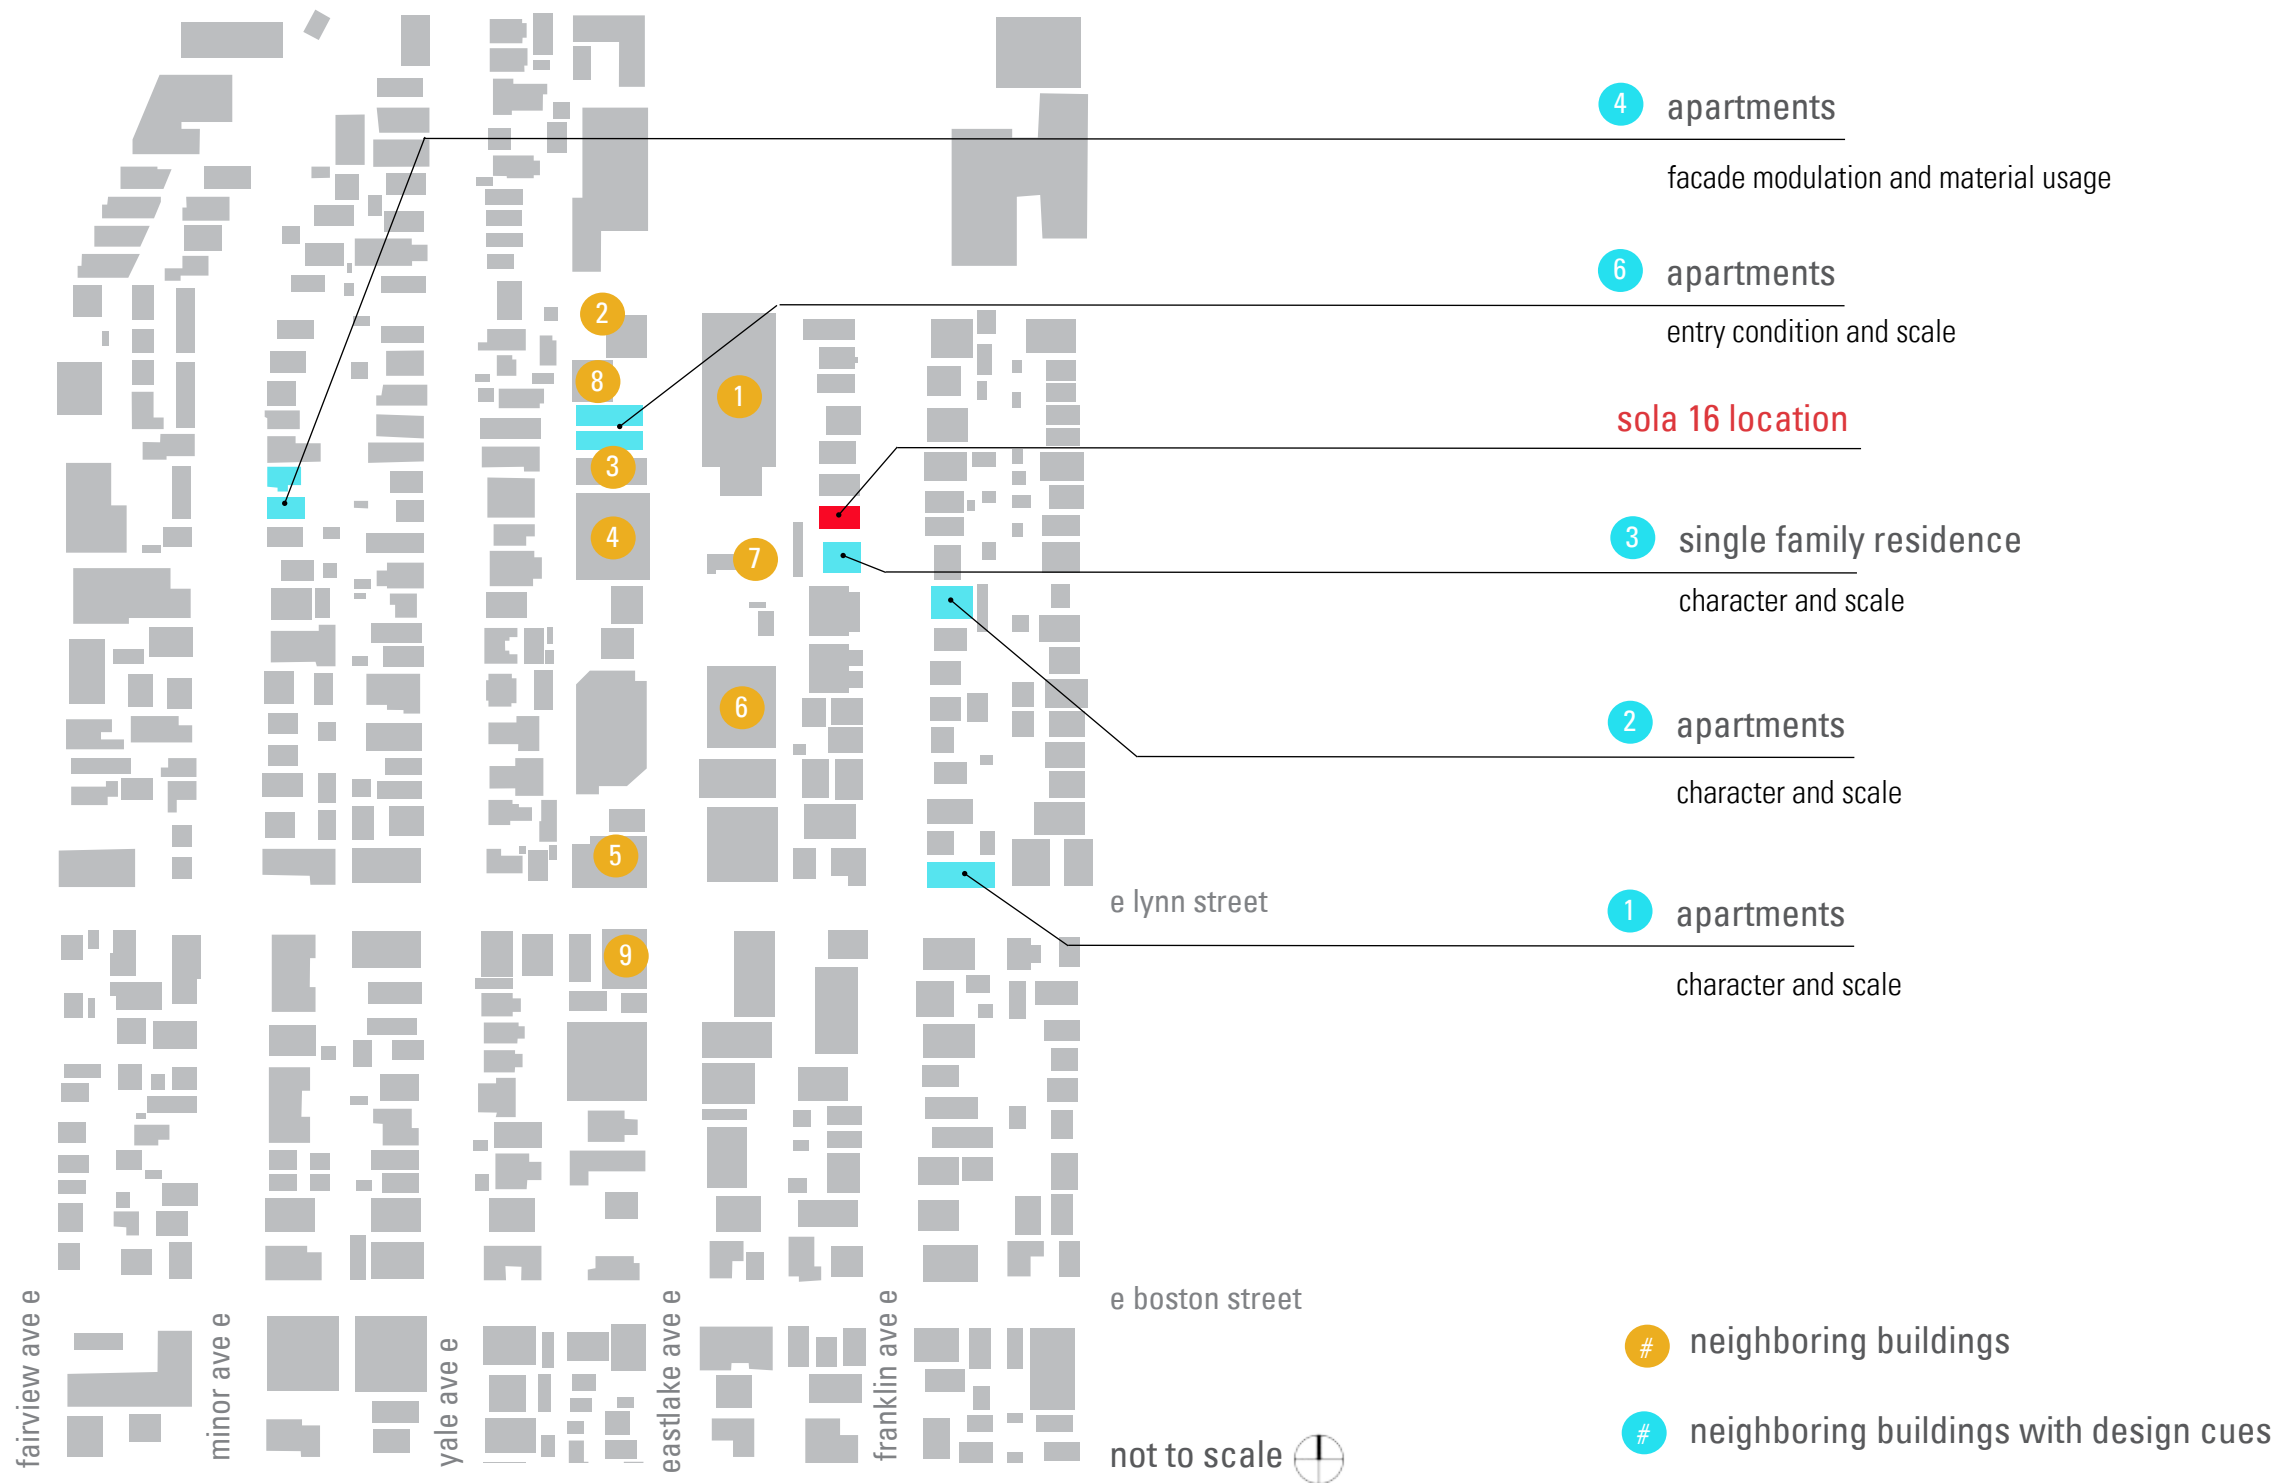 4 apartments
facade modulation and material usage
6 apartments
entry condition and scale
sola 16 location
3 single family residence
character and scale
2 apartments
character and scale
1 apartments
character and scale
2
8
1
3
4
7
6
5
9
e lynn street
e boston street
fairview ave e
minor ave e
yale ave e
eastlake ave e
franklin ave e
not to scale
# neighboring buildings
# neighboring buildings with design cues